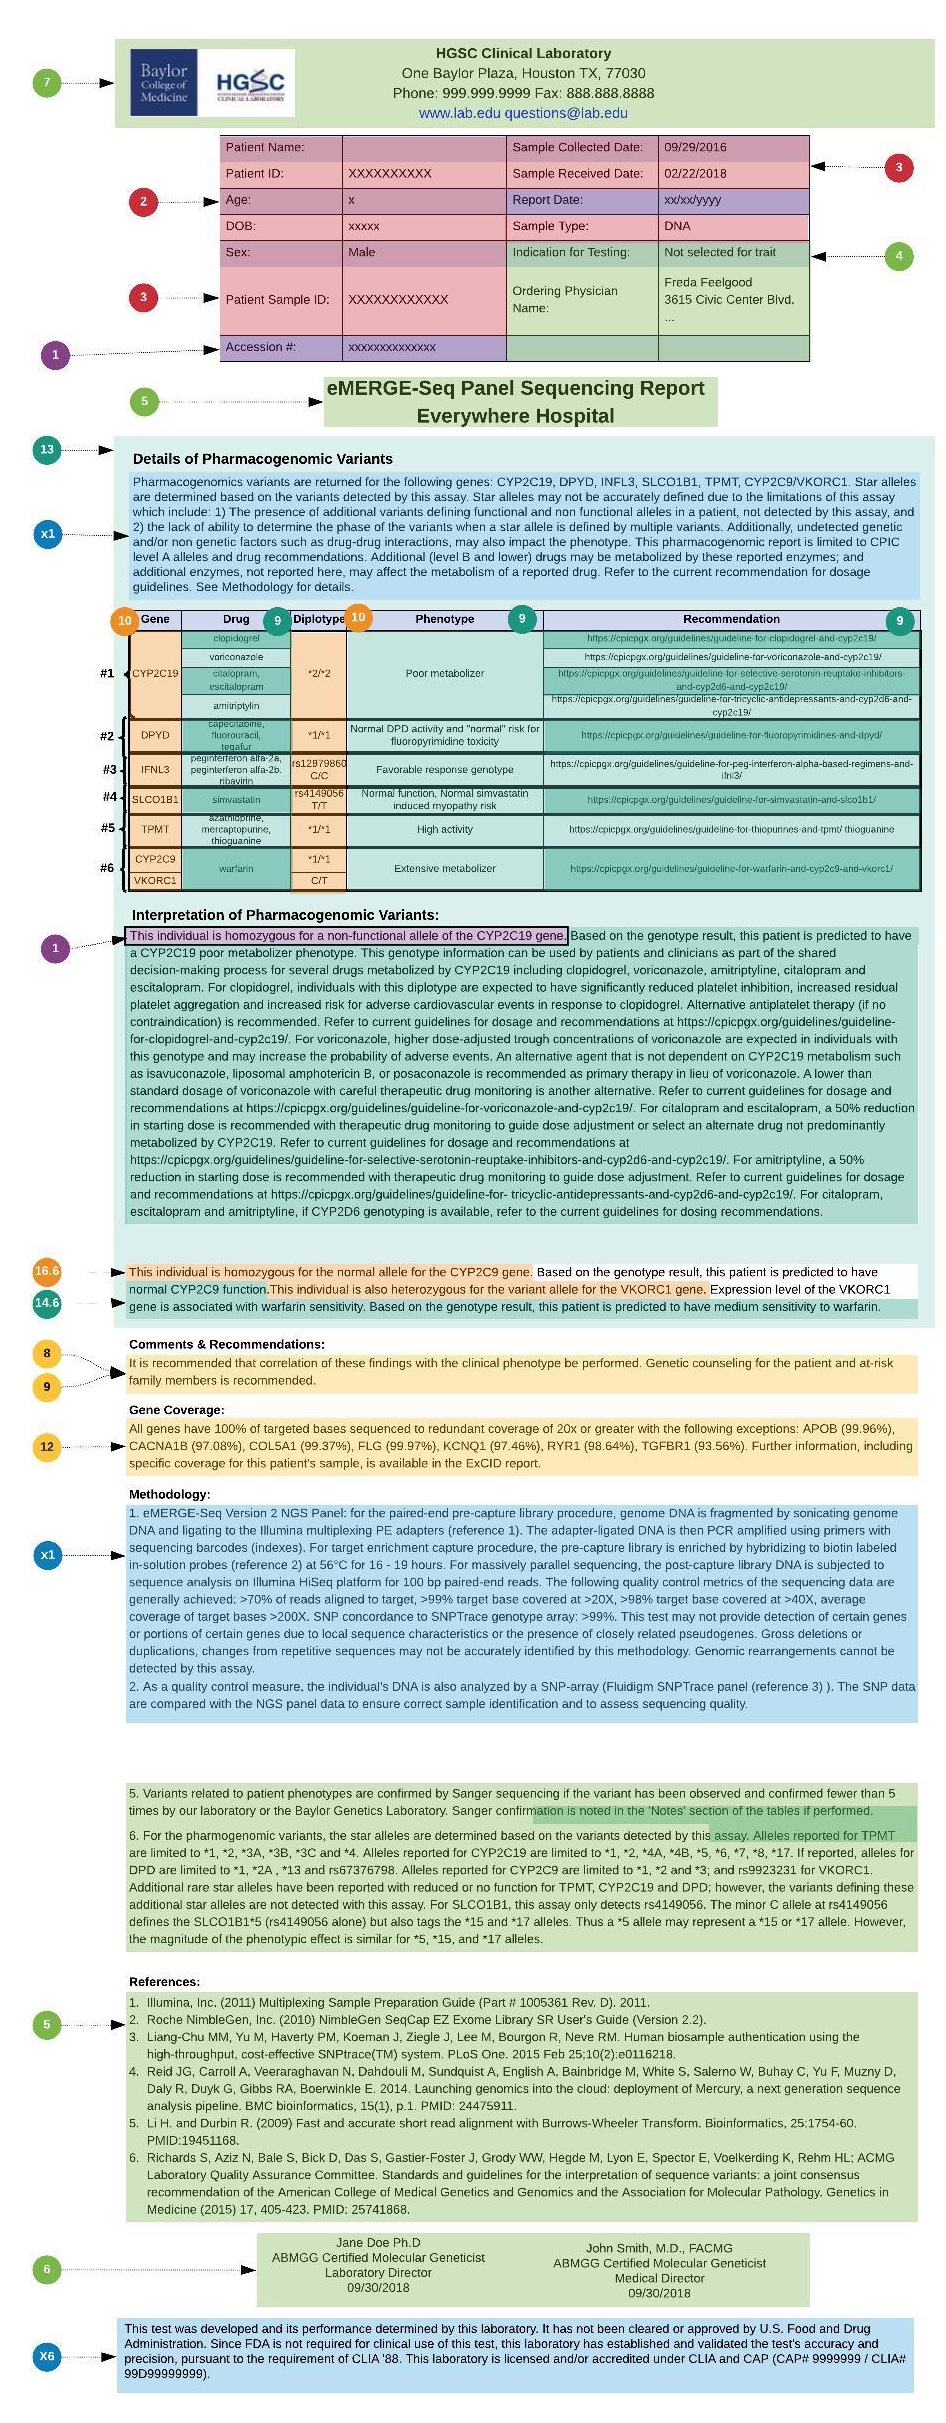 Baylor
College of
Medicine
HGSC
CLINICAL LABORATORY
HGSC Clinical Laboratory
One Baylor Plaza, Houston TX, 77030
Phone: 999.999.9999 Fax: 888.888.8888
www.lab.edu questions@lab.edu
7
Patient Name: Sample Collected Date: 09/29/2016
Patient ID: XXXXXXXXXX Sample Received Date: 02/22/2018
3
2
Age: x Report Date: xx/xx/yyyy
DOB: xxxxx Sample Type: DNA
Sex: Male Indication for Testing: Not selected for trait
4
3
Patient Sample ID: XXXXXXXXXXXX Ordering Physician Name: Freda Feelgood
3615 Civic Center Blvd.
...
1
Accession #: xxxxxxxxxxxxx
5
eMERGE-Seq Panel Sequencing Report
Everywhere Hospital
13
Details of Pharmacogenomic Variants
x1
Pharmacogenomics variants are returned for the following genes: CYP2C19, DPYD, INFL3, SLCO1B1, TPMT, CYP2C9/VKORC1. Star alleles
are determined based on the variants detected by this assay. Star alleles may not be accurately defined due to the limitations of this assay
which include: 1) The presence of additional variants defining functional and non functional alleles in a patient, not detected by this assay, and
2) the lack of ability to determine the phase of the variants when a star allele is defined by multiple variants. Additionally, undetected genetic
and/or non genetic factors such as drug-drug interactions, may also impact the phenotype. This pharmacogenomic report is limited to CPIC
level A alleles and drug recommendations. Additional (level B and lower) drugs may be metabolized by these reported enzymes; and
additional enzymes, not reported here, may affect the metabolism of a reported drug. Refer to the current recommendation for dosage
guidelines. See Methodology for details.
10 Gene Drug 9 Diplotype 10 Phenotype 9 Recommendation 9
#1 CYP2C19 *2/*2 Poor metabolizer
clopidogrel https://cpicpgx.org/guidelines/guideline-for-clopidogrel-and-cyp2c19/
voriconazole https://cpicpgx.org/guidelines/guideline-for-voriconazole-and-cyp2c19/
citalopram, escitalopram https://cpicpgx.org/guidelines/guideline-for-selective-serotonin-reuptake-inhibitors-
and-cyp2d6-and-cyp2c19/
amitriptylin https://cpicpgx.org/guidelines/guideline-for-tricyclic-antidepressants-and-cyp2d6-and-
cyp2c19/
#2 DPYD capecitabine, fluorouracil, tegafur *1/*1 Normal DPD activity and "normal" risk for
fluoropyrimidine toxicity https://cpicpgx.org/guidelines/guideline-for-fluoropyrimidines-and-dpyd/
#3 IFNL3 peginterferon alfa-2a, peginterferon alfa-2b, ribavirin rs12979860 C/C Favorable response genotype https://cpicpgx.org/guidelines/guideline-for-peg-interferon-alpha-based-regimens-and-
ifnl3/
#4 SLCO1B1 simvastatin rs4149056 T/T Normal function, Normal simvastatin
induced myopathy risk https://cpicpgx.org/guidelines/guideline-for-simvastatin-and-slco1b1/
#5 TPMT azathioprine, mercaptopurine, thioguanine *1/*1 High activity https://cpicpgx.org/guidelines/guideline-for-thiopurines-and-tpmt/ thioguanine
#6 CYP2C9 *1/*1
VKORC1 C/T
warfarin Extensive metabolizer https://cpicpgx.org/guidelines/guideline-for-warfarin-and-cyp2c9-and-vkorc1/
Interpretation of Pharmacogenomic Variants:
1
This individual is homozygous for a non-functional allele of the CYP2C19 gene. Based on the genotype result, this patient is predicted to have
a CYP2C19 poor metabolizer phenotype. This genotype information can be used by patients and clinicians as part of the shared
decision-making process for several drugs metabolized by CYP2C19 including clopidogrel, voriconazole, amitriptyline, citalopram and
escitalopram. For clopidogrel, individuals with this diplotype are expected to have significantly reduced platelet inhibition, increased residual
platelet aggregation and increased risk for adverse cardiovascular events in response to clopidogrel. Alternative antiplatelet therapy (if no
contraindication) is recommended. Refer to current guidelines for dosage and recommendations at https://cpicpgx.org/guidelines/guideline-
for-clopidogrel-and-cyp2c19/. For voriconazole, higher dose-adjusted trough concentrations of voriconazole are expected in individuals with
this genotype and may increase the probability of adverse events. An alternative agent that is not dependent on CYP2C19 metabolism such
as isavuconazole, liposomal amphotericin B, or posaconazole is recommended as primary therapy in lieu of voriconazole. A lower than
standard dosage of voriconazole with careful therapeutic drug monitoring is another alternative. Refer to current guidelines for dosage and
recommendations at https://cpicpgx.org/guidelines/guideline-for-voriconazole-and-cyp2c19/. For citalopram and escitalopram, a 50% reduction
in starting dose is recommended with therapeutic drug monitoring to guide dose adjustment or select an alternate drug not predominantly
metabolized by CYP2C19. Refer to current guidelines for dosage and recommendations at
https://cpicpgx.org/guidelines/guideline-for-selective-serotonin-reuptake-inhibitors-and-cyp2d6-and-cyp2c19/. For amitriptyline, a 50%
reduction in starting dose is recommended with therapeutic drug monitoring to guide dose adjustment. Refer to current guidelines for dosage
and recommendations at https://cpicpgx.org/guidelines/guideline-for- tricyclic-antidepressants-and-cyp2d6-and-cyp2c19/. For citalopram,
escitalopram and amitriptyline, if CYP2D6 genotyping is available, refer to the current guidelines for dosing recommendations.
16.6
This individual is homozygous for the normal allele for the CYP2C9 gene. Based on the genotype result, this patient is predicted to have
normal CYP2C9 function.This individual is also heterozygous for the variant allele for the VKORC1 gene. Expression level of the VKORC1
14.6
gene is associated with warfarin sensitivity. Based on the genotype result, this patient is predicted to have medium sensitivity to warfarin.
Comments & Recommendations:
8
9
It is recommended that correlation of these findings with the clinical phenotype be performed. Genetic counseling for the patient and at-risk
family members is recommended.
Gene Coverage:
12
All genes have 100% of targeted bases sequenced to redundant coverage of 20x or greater with the following exceptions: APOB (99.96%),
CACNA1B (97.08%), COL5A1 (99.37%), FLG (99.97%), KCNQ1 (97.46%), RYR1 (98.64%), TGFBR1 (93.56%). Further information, including
specific coverage for this patient's sample, is available in the ExCID report.
Methodology:
x1
1. eMERGE-Seq Version 2 NGS Panel: for the paired-end pre-capture library procedure, genome DNA is fragmented by sonicating genome
DNA and ligating to the Illumina multiplexing PE adapters (reference 1). The adapter-ligated DNA is then PCR amplified using primers with
sequencing barcodes (indexes). For target enrichment capture procedure, the pre-capture library is enriched by hybridizing to biotin labeled
in-solution probes (reference 2) at 56°C for 16 - 19 hours. For massively parallel sequencing, the post-capture library DNA is subjected to
sequence analysis on Illumina HiSeq platform for 100 bp paired-end reads. The following quality control metrics of the sequencing data are
generally achieved: >70% of reads aligned to target, >99% target base covered at >20X, >98% target base covered at >40X, average
coverage of target bases >200X. SNP concordance to SNPTrace genotype array: >99%. This test may not provide detection of certain genes
or portions of certain genes due to local sequence characteristics or the presence of closely related pseudogenes. Gross deletions or
duplications, changes from repetitive sequences may not be accurately identified by this methodology. Genomic rearrangements cannot be
detected by this assay.
2. As a quality control measure, the individual's DNA is also analyzed by a SNP-array (Fluidigm SNPTrace panel (reference 3) ). The SNP data
are compared with the NGS panel data to ensure correct sample identification and to assess sequencing quality.
5. Variants related to patient phenotypes are confirmed by Sanger sequencing if the variant has been observed and confirmed fewer than 5
times by our laboratory or the Baylor Genetics Laboratory. Sanger confirmation is noted in the 'Notes' section of the tables if performed.
6. For the pharmogenomic variants, the star alleles are determined based on the variants detected by this assay. Alleles reported for TPMT
are limited to *1, *2, *3A, *3B, *3C and *4. Alleles reported for CYP2C19 are limited to *1, *2, *4A, *4B, *5, *6, *7, *8, *17. If reported, alleles for
DPD are limited to *1, *2A , *13 and rs67376798. Alleles reported for CYP2C9 are limited to *1, *2 and *3; and rs9923231 for VKORC1.
Additional rare star alleles have been reported with reduced or no function for TPMT, CYP2C19 and DPD; however, the variants defining these
additional star alleles are not detected with this assay. For SLCO1B1, this assay only detects rs4149056. The minor C allele at rs4149056
defines the SLCO1B1*5 (rs4149056 alone) but also tags the *15 and *17 alleles. Thus a *5 allele may represent a *15 or *17 allele. However,
the magnitude of the phenotypic effect is similar for *5, *15, and *17 alleles.
References:
5
1. Illumina, Inc. (2011) Multiplexing Sample Preparation Guide (Part # 1005361 Rev. D). 2011.
2. Roche NimbleGen, Inc. (2010) NimbleGen SeqCap EZ Exome Library SR User's Guide (Version 2.2).
3. Liang-Chu MM, Yu M, Haverty PM, Koeman J, Ziegle J, Lee M, Bourgon R, Neve RM. Human biosample authentication using the
high-throughput, cost-effective SNPtrace(TM) system. PLoS One. 2015 Feb 25;10(2):e0116218.
4. Reid JG, Carroll A, Veeraraghavan N, Dahdouli M, Sundquist A, English A, Bainbridge M, White S, Salerno W, Buhay C, Yu F, Muzny D,
Daly R, Duyk G, Gibbs RA, Boerwinkle E. 2014. Launching genomics into the cloud: deployment of Mercury, a next generation sequence
analysis pipeline. BMC bioinformatics, 15(1), p.1. PMID: 24475911.
5. Li H. and Durbin R. (2009) Fast and accurate short read alignment with Burrows-Wheeler Transform. Bioinformatics, 25:1754-60.
PMID:19451168.
6. Richards S, Aziz N, Bale S, Bick D, Das S, Gastier-Foster J, Grody WW, Hegde M, Lyon E, Spector E, Voelkerding K, Rehm HL; ACMG
Laboratory Quality Assurance Committee. Standards and guidelines for the interpretation of sequence variants: a joint consensus
recommendation of the American College of Medical Genetics and Genomics and the Association for Molecular Pathology. Genetics in
Medicine (2015) 17, 405-423. PMID: 25741868.
6
Jane Doe Ph.D
ABMGG Certified Molecular Geneticist
Laboratory Director
09/30/2018
John Smith, M.D., FACMG
ABMGG Certified Molecular Geneticist
Medical Director
09/30/2018
X6
This test was developed and its performance determined by this laboratory. It has not been cleared or approved by U.S. Food and Drug
Administration. Since FDA is not required for clinical use of this test, this laboratory has established and validated the test's accuracy and
precision, pursuant to the requirement of CLIA '88. This laboratory is licensed and/or accredited under CLIA and CAP (CAP# 9999999 / CLIA#
99D99999999).